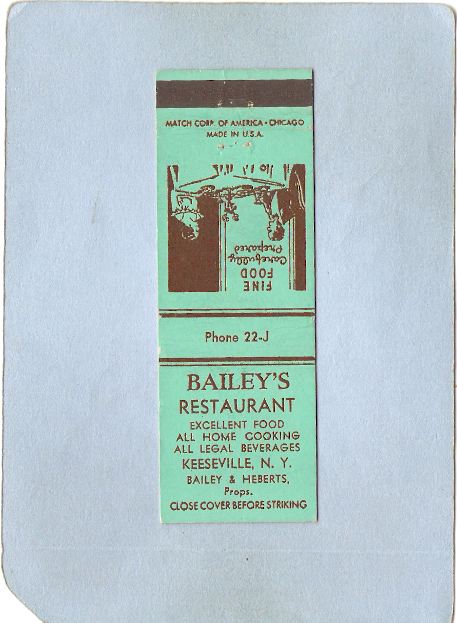 MATCH CORP. OF AMERICA • CHICAGO
MADE IN U.S.A.
FINE
FOOD
Carefully
Prepared
Phone 22-J
BAILEY'S
RESTAURANT
EXCELLENT FOOD
ALL HOME COOKING
ALL LEGAL BEVERAGES
KEESEVILLE, N. Y.
BAILEY & HEBERTS,
Props.
CLOSE COVER BEFORE STRIKING